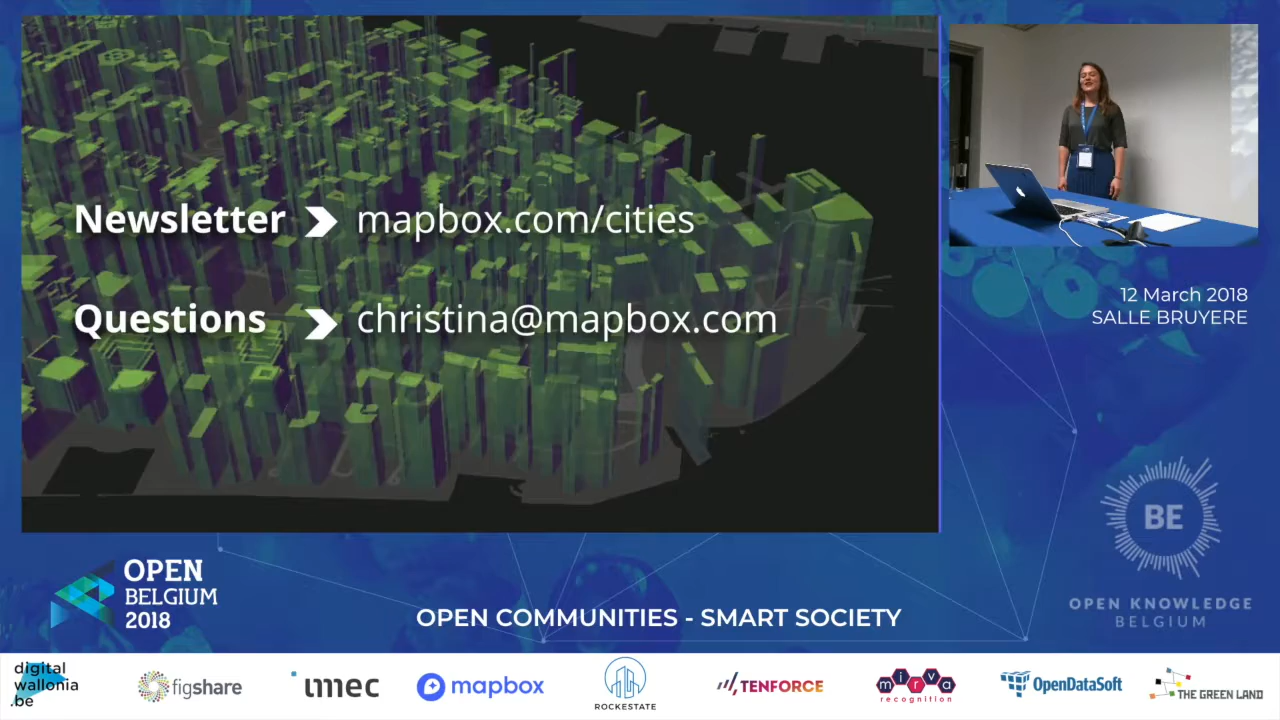 Newsletter mapbox.com/cities
Questions christina@mapbox.com
12 March 2018
SALLE BRUYERE
BE
OPEN KNOWLEDGE
BELGIUM
OPEN
BELGIUM
2018
OPEN COMMUNITIES - SMART SOCIETY
digital
wallonia
.be
figshare
imec
mapbox
ROCKESTATE
TENFORCE
mirva
recognition
OpenDataSoft
THE GREEN LAND